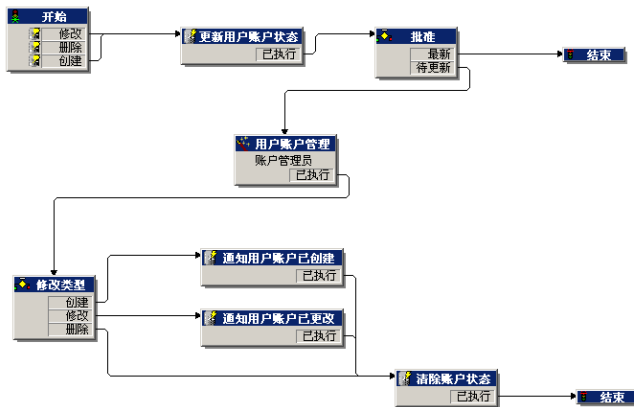 开始
修改
删除
创建
更新用户账户状态
已执行
批准
最新
待更新
结束
用户账户管理
账户管理员
已执行
修改类型
创建
修改
删除
通知用户账户已创建
已执行
通知用户账户已更改
已执行
清除账户状态
已执行
结束